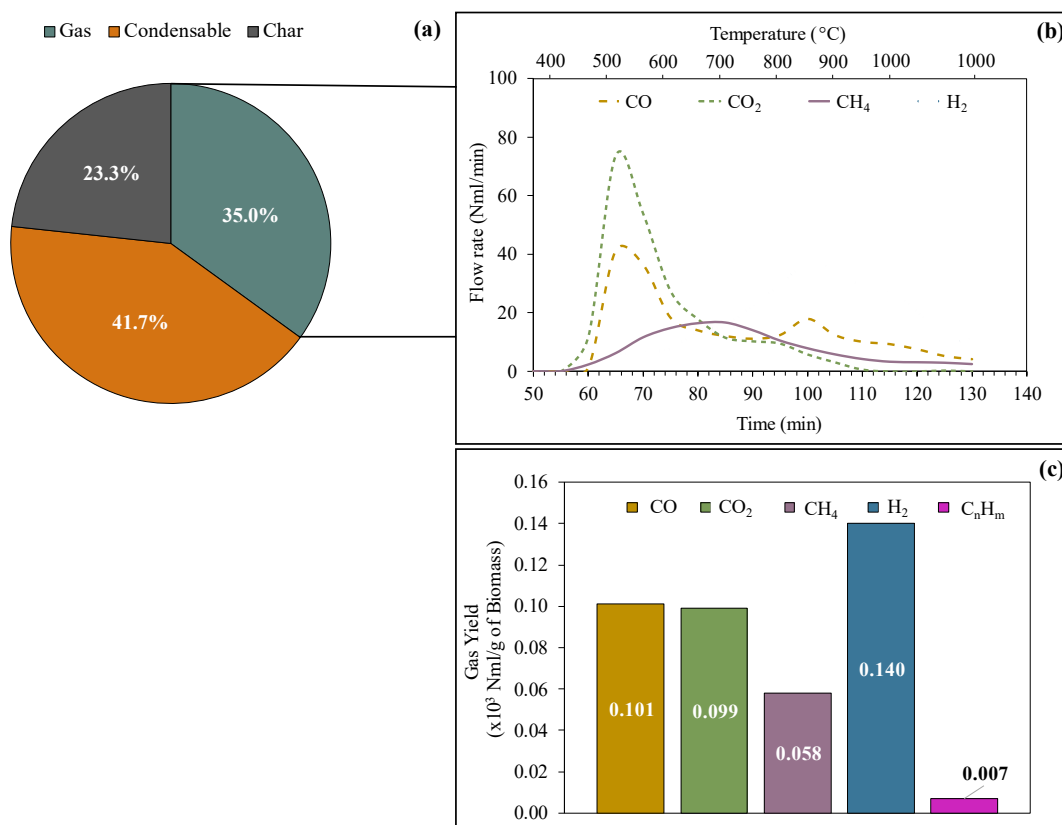 Gas Condensable Char
(a)
23.3%
35.0%
41.7%
(b)
Temperature (°C)
400 500 600 700 800 900 1000 1000
CO CO₂ CH₄ H₂
100
80
60
40
20
0
Flow rate (Nml/min)
50 60 70 80 90 100 110 120 130 140
Time (min)
(c)
CO CO₂ CH₄ H₂ CₙHₘ
0.16
0.14
0.12
0.10
0.08
0.06
0.04
0.02
0.00
Gas Yield
(x10³ Nml/g of Biomass)
0.101
0.099
0.058
0.140
0.007